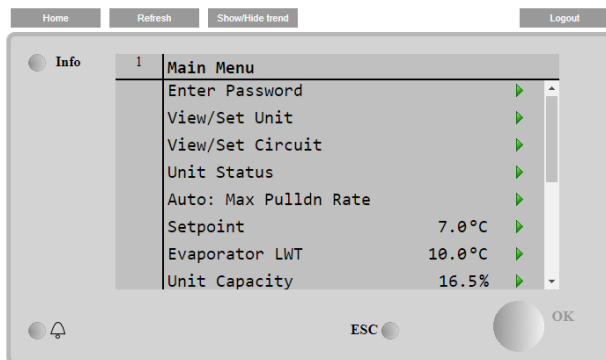 Home Refresh Show/Hide trend Logout
Info
1 Main Menu
Enter Password
View/Set Unit
View/Set Circuit
Unit Status
Auto: Max Pulldn Rate
Setpoint 7.0°C
Evaporator LWT 10.0°C
Unit Capacity 16.5%
ESC
OK